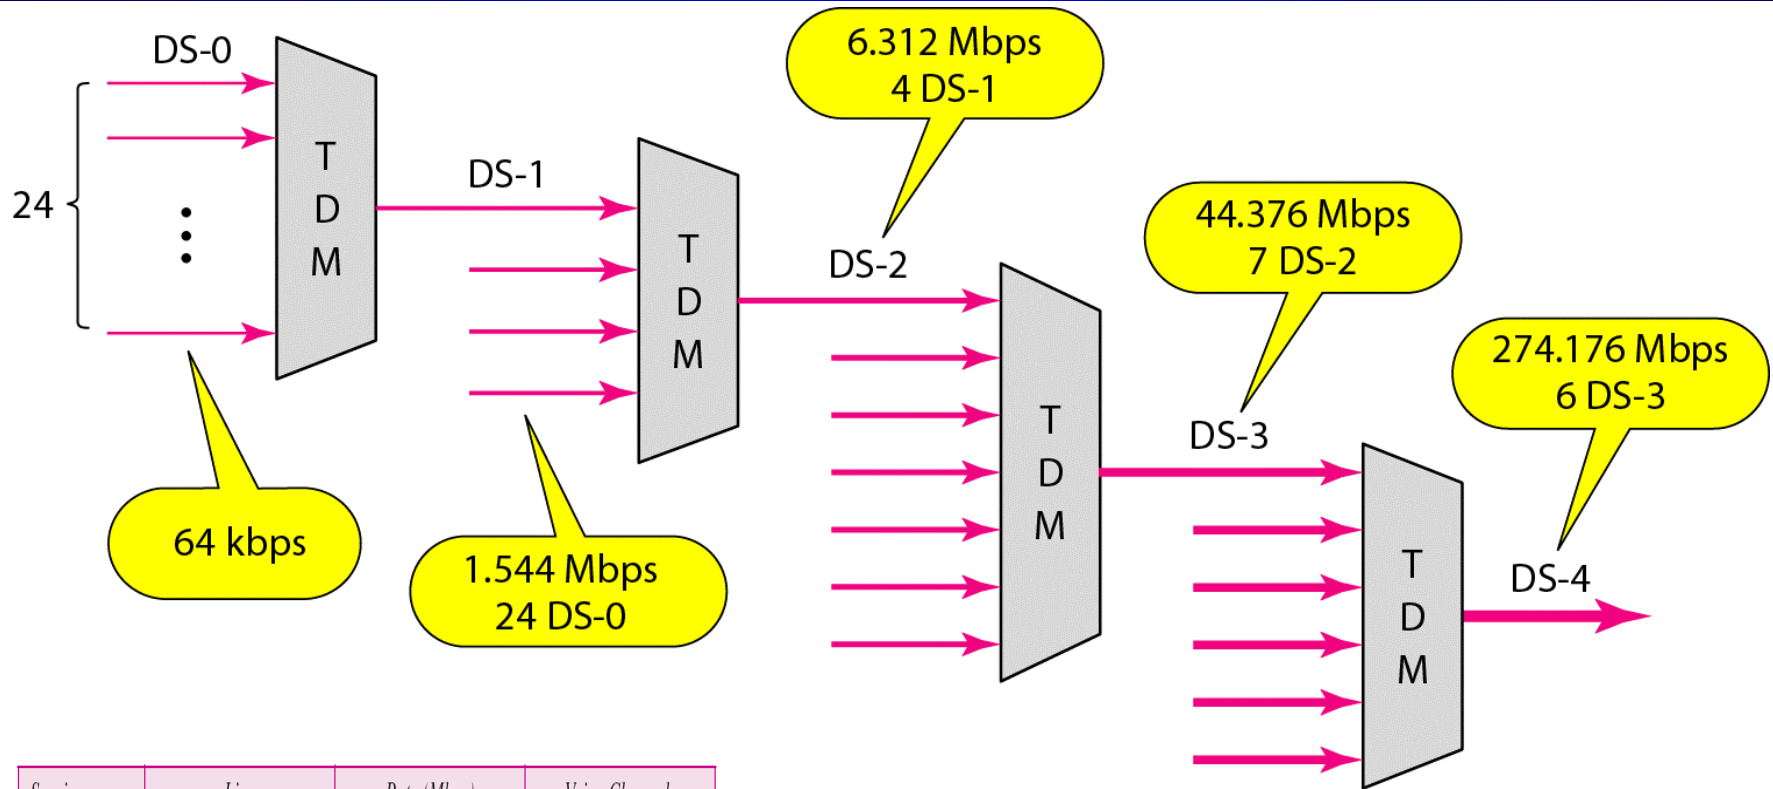 DS-0
24
T
D
M
64 kbps
DS-1
1.544 Mbps
24 DS-0
T
D
M
6.312 Mbps
4 DS-1
DS-2
T
D
M
44.376 Mbps
7 DS-2
DS-3
T
D
M
274.176 Mbps
6 DS-3
DS-4